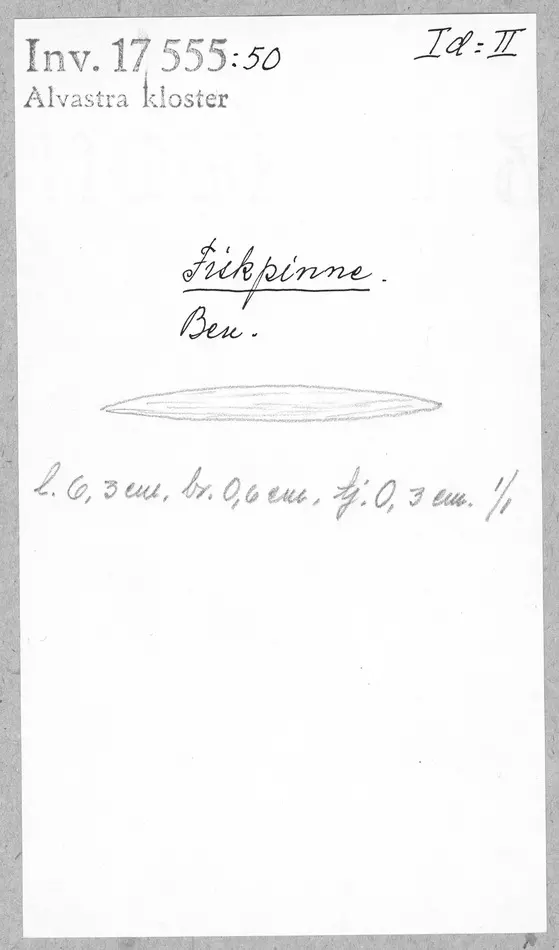 Inv. 17 555:50
Id=II
Alvastra kloster
Fiskpinne.
Ben.
l. 6,3 cm. br. 0,6 cm. tj. 0,3 cm. 1/1